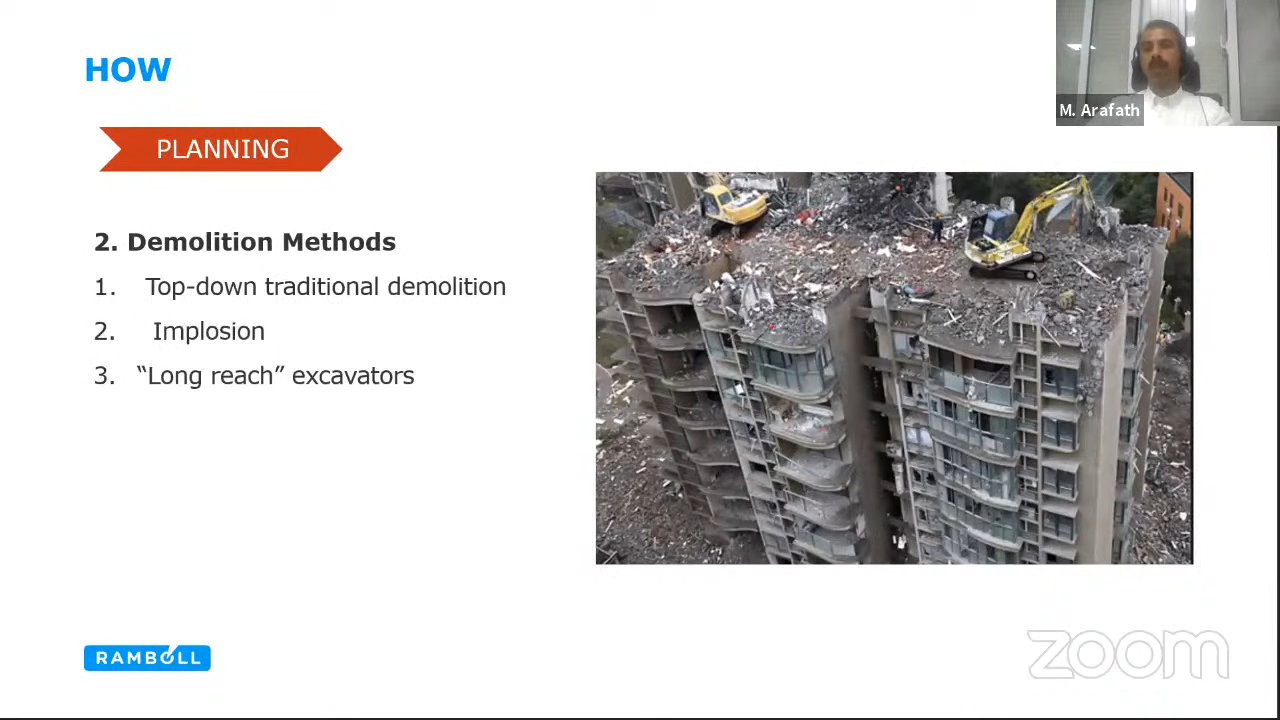 HOW
M. Arafath
PLANNING
2. Demolition Methods
1. Top-down traditional demolition
2. Implosion
3. “Long reach” excavators
RAMBOLL
zoom